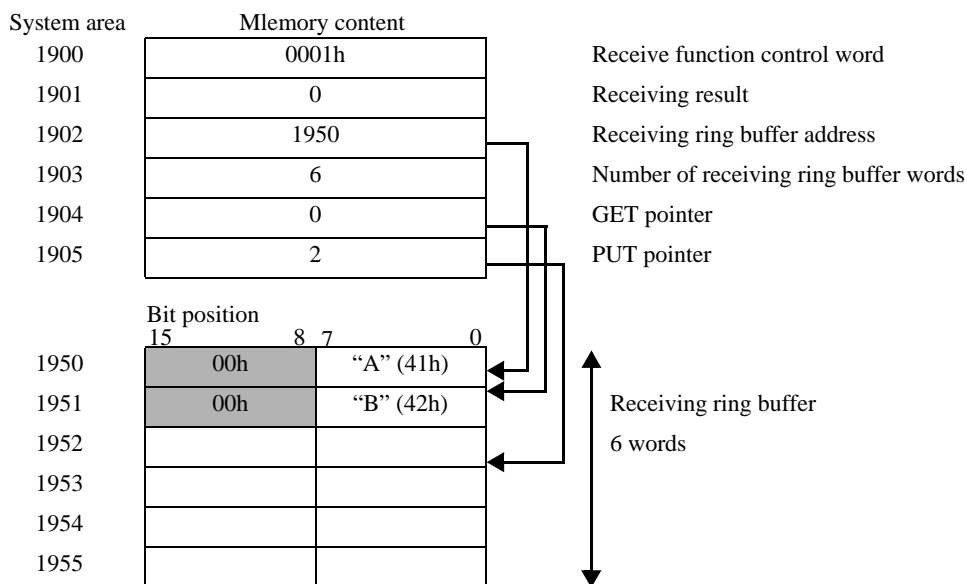 System area Mlemory content
1900 0001h Receive function control word
1901 0 Receiving result
1902 1950 Receiving ring buffer address
1903 6 Number of receiving ring buffer words
1904 0 GET pointer
1905 2 PUT pointer
Bit position
15 8 7 0
1950 00h “A” (41h)
1951 00h “B” (42h) Receiving ring buffer
1952 6 words
1953
1954
1955